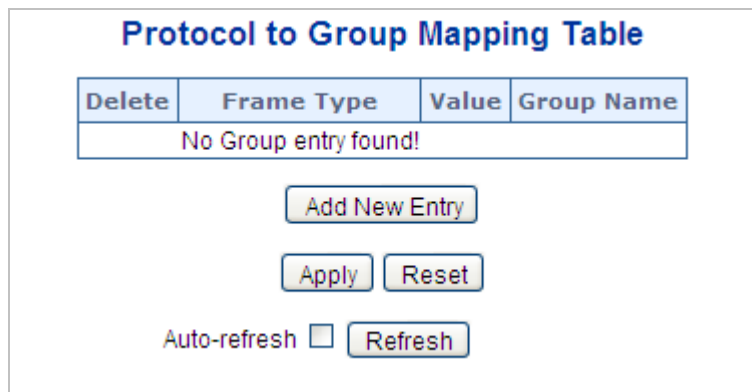 Protocol to Group Mapping Table
Delete Frame Type Value Group Name
No Group entry found!
Add New Entry
Apply Reset
Auto-refresh Refresh